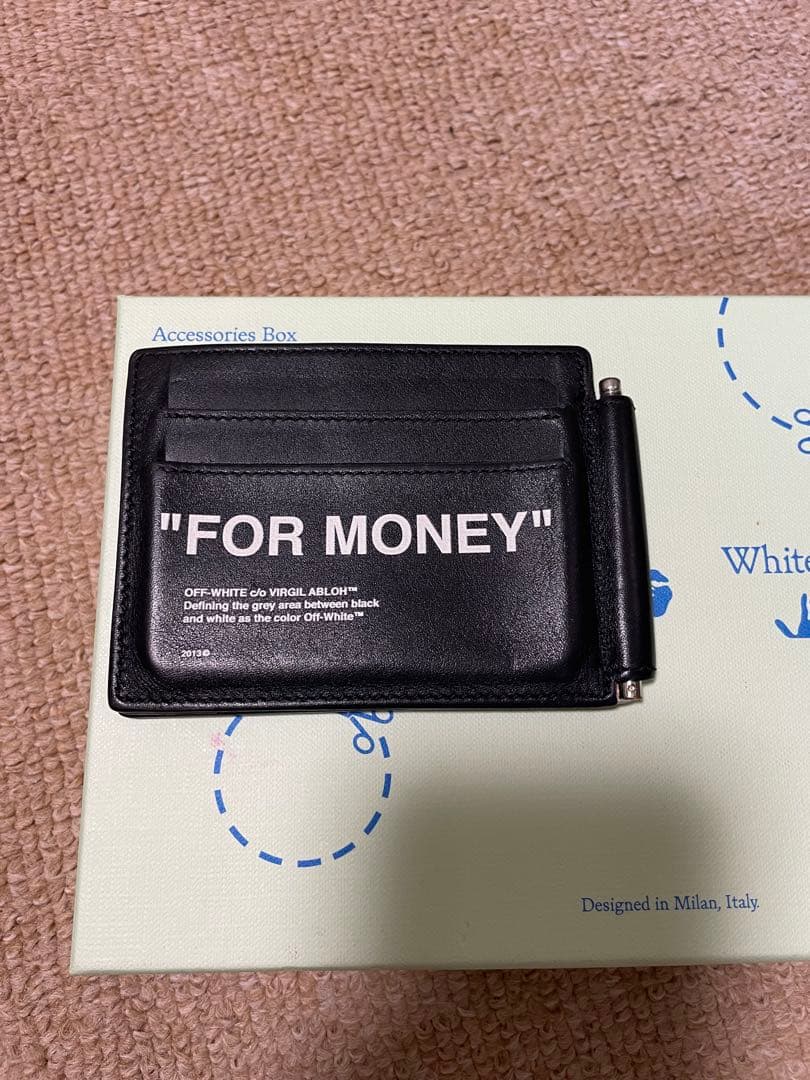 Accessories Box
"FOR MONEY"
OFF-WHITE c/o VIRGIL ABLOH™
Defining the grey area between black
and white as the color Off-White™
2013©
White
Designed in Milan, Italy.